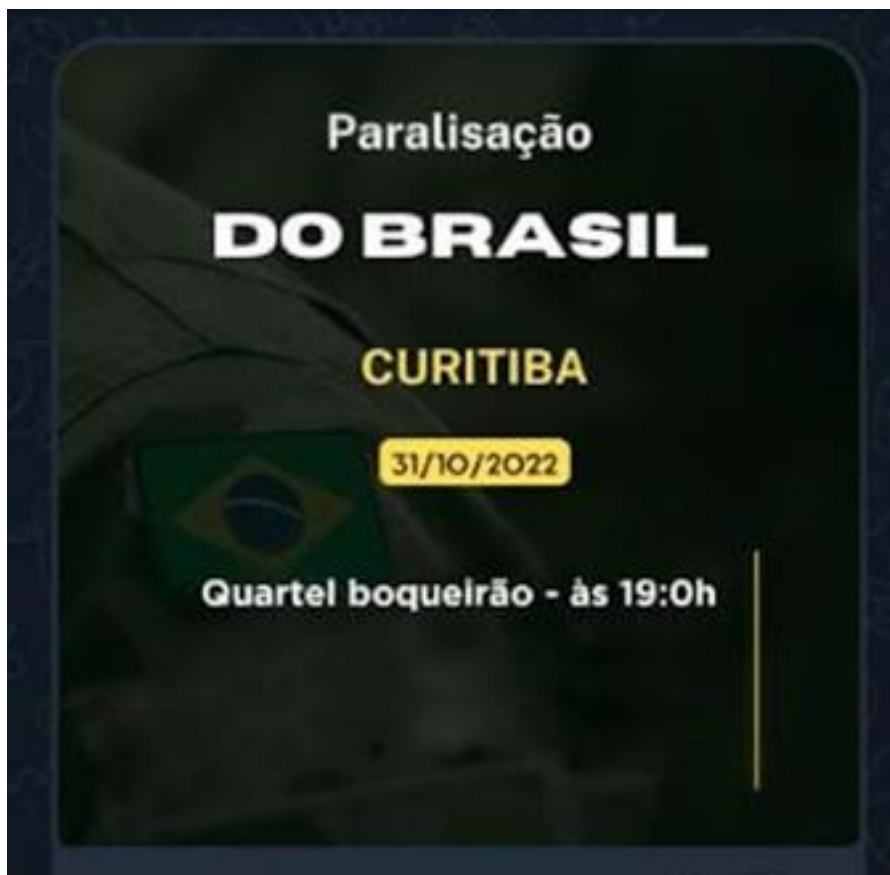 Paralisação
DO BRASIL
CURITIBA
31/10/2022
Quartel boqueirão - às 19:0h